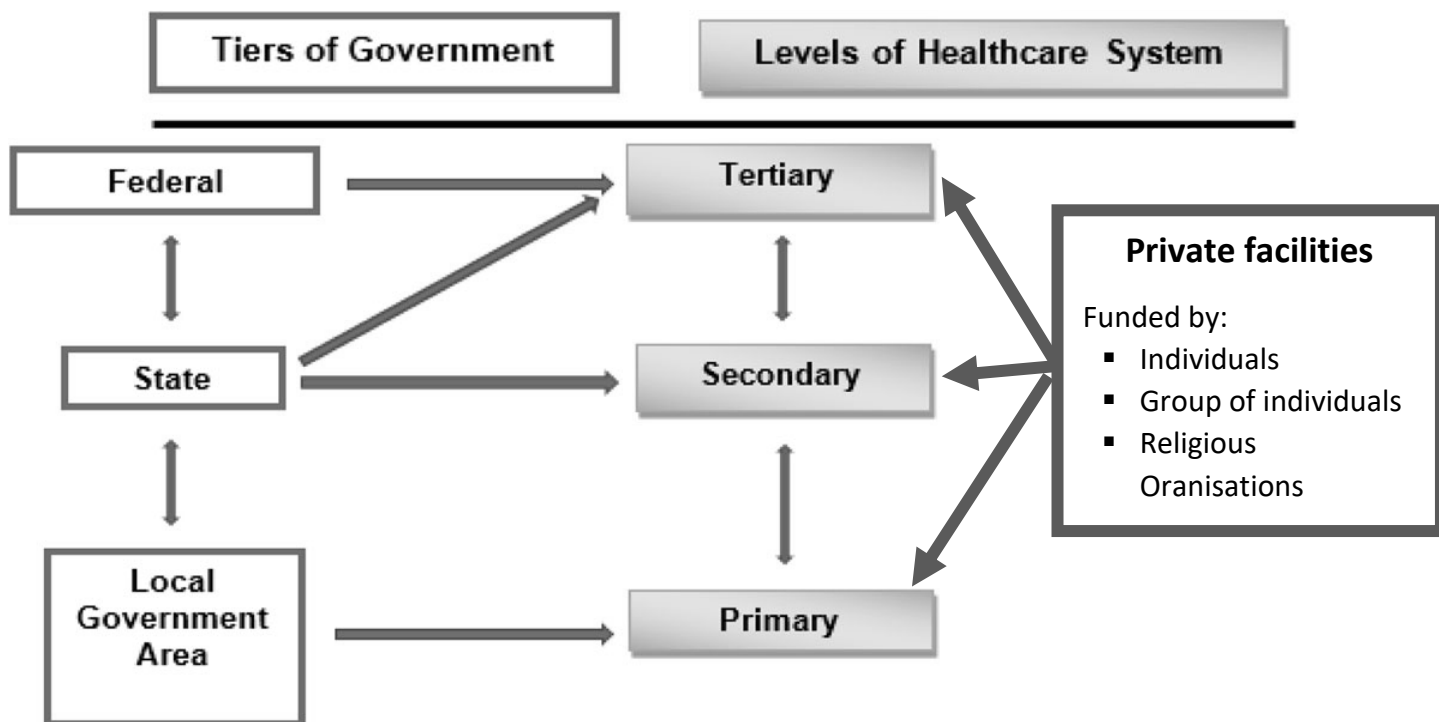 Tiers of Government
Levels of Healthcare System
Federal
Tertiary
Private facilities
Funded by:
▪ Individuals
▪ Group of individuals
▪ Religious
Oranisations
State
Secondary
Local
Government
Area
Primary